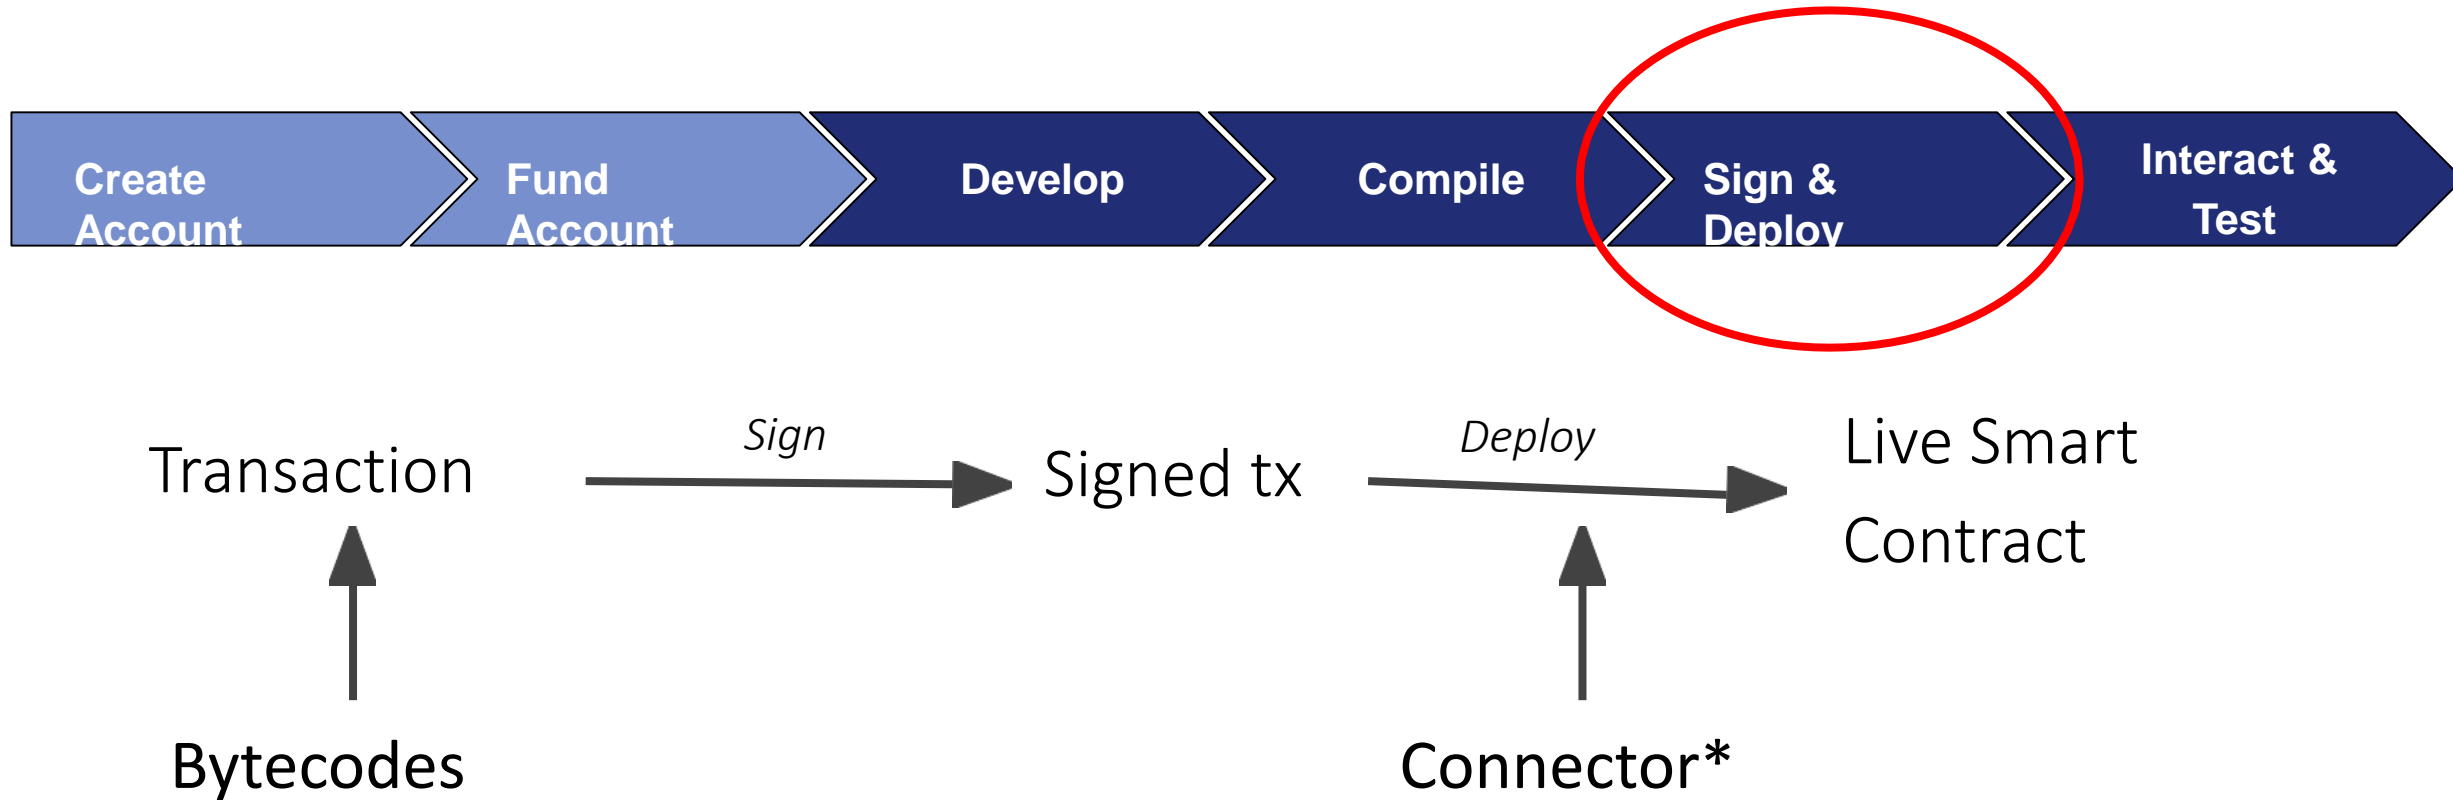 Create
Account
Fund
Account
Develop
Compile
Sign &
Deploy
Interact &
Test
Transaction
Sign
Signed tx
Deploy
Live Smart
Contract
Bytecodes
Connector*